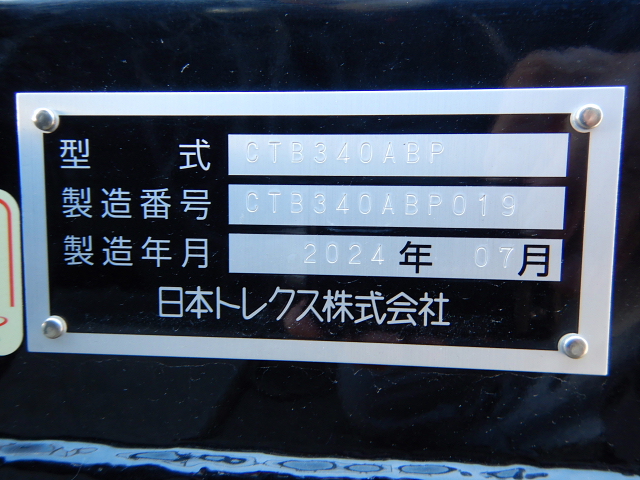 型 式 CTB340ABP
製造番号 CTB340ABP019
製造年月 2024年 07月
日本トレクス株式会社